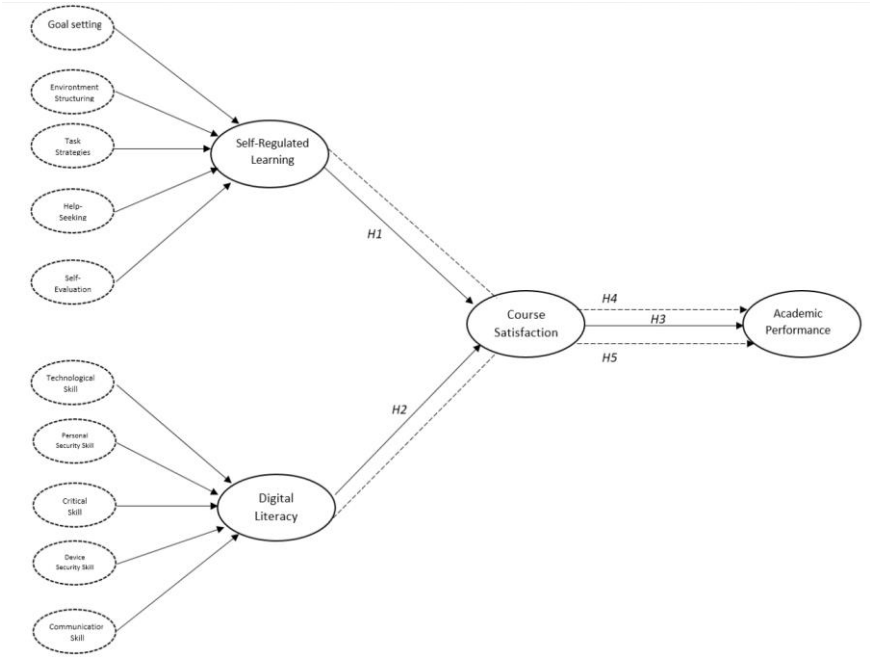 Goal setting
Environtment
Structuring
Task
Strategies
Help-
Seeking
Self-
Evaluation
Self-Regulated
Learning
H1
Course
Satisfaction
H4
H3
H5
Academic
Performance
H2
Technological
Skill
Personal
Security Skill
Critical
Skill
Device
Security Skill
Communication
Skill
Digital
Literacy